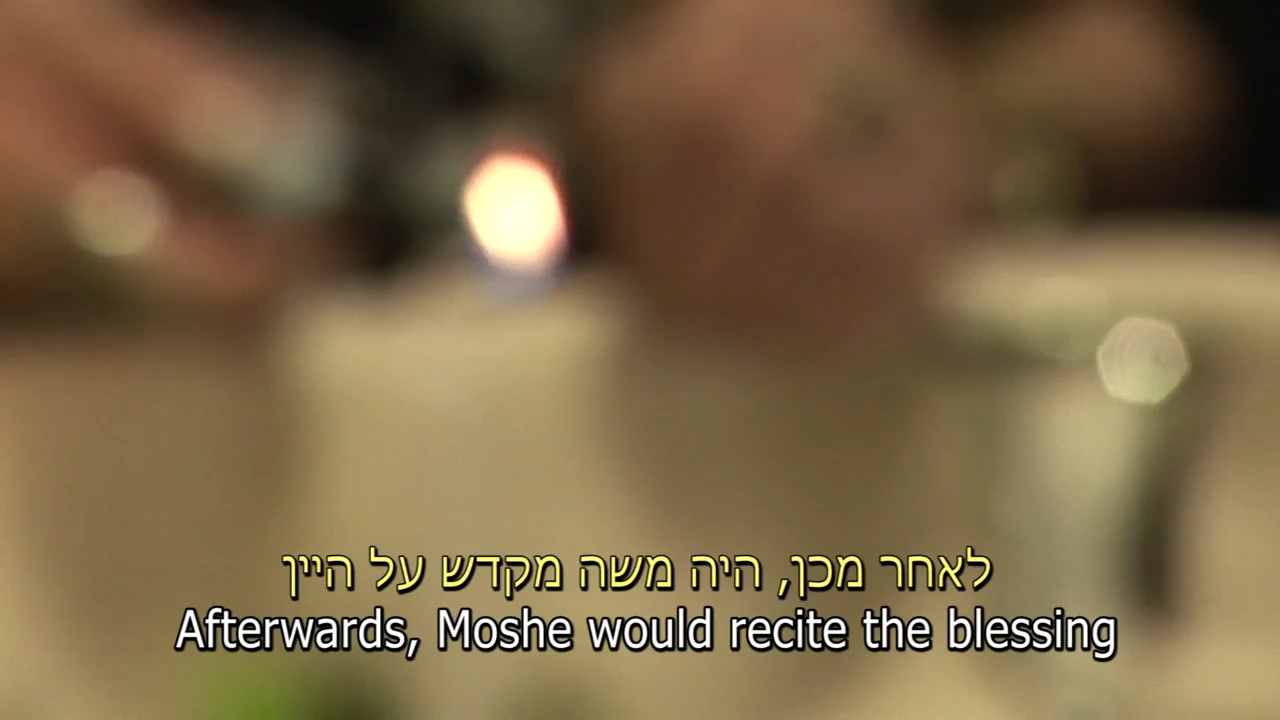 לאחר מכן, היה משה מקדש על היין
Afterwards, Moshe would recite the blessing